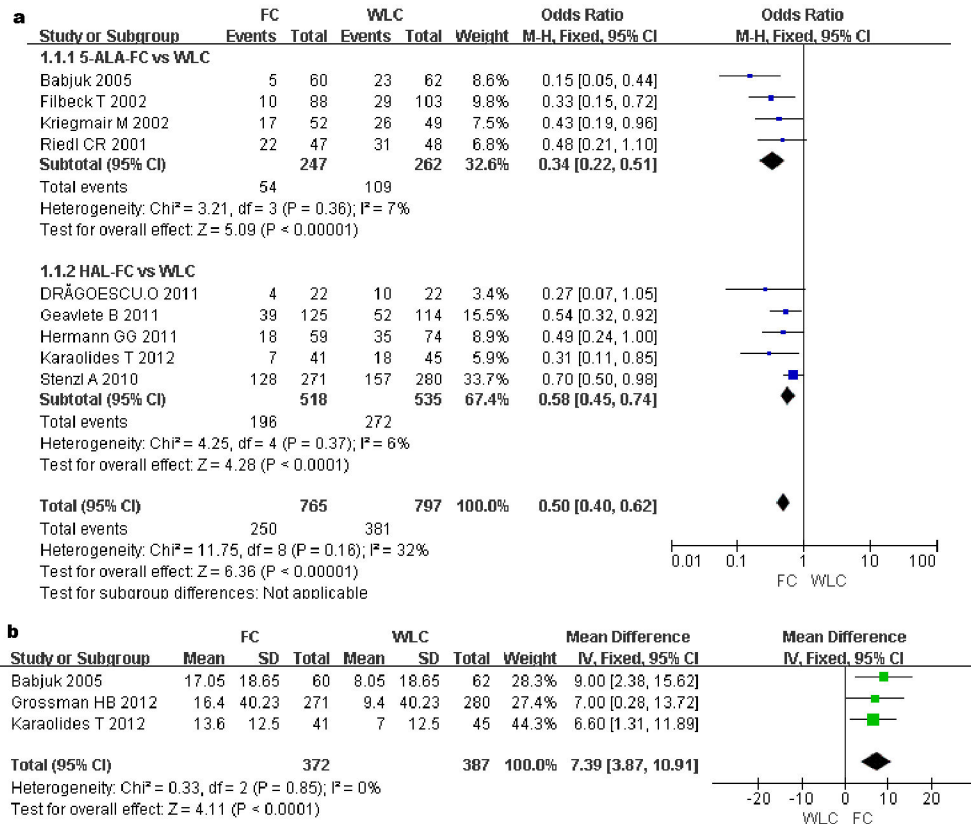 a
FC WLC Odds Ratio Odds Ratio
Study or Subgroup Events Total Events Total Weight M-H, Fixed, 95% CI M-H, Fixed, 95% CI
1.1.1 5-ALA-FC vs WLC
Babjuk 2005 5 60 23 62 8.6% 0.15 [0.05, 0.44]
Filbeck T 2002 10 88 29 103 9.8% 0.33 [0.15, 0.72]
Kriegmair M 2002 17 52 26 49 7.5% 0.43 [0.19, 0.96]
Riedl CR 2001 22 47 31 48 6.8% 0.48 [0.21, 1.10]
Subtotal (95% CI) 247 262 32.6% 0.34 [0.22, 0.51]
Total events 54 109
Heterogeneity: Chi² = 3.21, df = 3 (P = 0.36); I² = 7%
Test for overall effect: Z = 5.09 (P < 0.00001)
1.1.2 HAL-FC vs WLC
DRĂGOESCU.O 2011 4 22 10 22 3.4% 0.27 [0.07, 1.05]
Geavlete B 2011 39 125 52 114 15.5% 0.54 [0.32, 0.92]
Hermann GG 2011 18 59 35 74 8.9% 0.49 [0.24, 1.00]
Karaolides T 2012 7 41 18 45 5.9% 0.31 [0.11, 0.85]
Stenzl A 2010 128 271 157 280 33.7% 0.70 [0.50, 0.98]
Subtotal (95% CI) 518 535 67.4% 0.58 [0.45, 0.74]
Total events 196 272
Heterogeneity: Chi² = 4.25, df = 4 (P = 0.37); I² = 6%
Test for overall effect: Z = 4.28 (P < 0.0001)
Total (95% CI) 765 797 100.0% 0.50 [0.40, 0.62]
Total events 250 381
Heterogeneity: Chi² = 11.75, df = 8 (P = 0.16); I² = 32%
Test for overall effect: Z = 6.36 (P < 0.00001)
Test for subgroup differences: Not applicable
0.01 0.1 1 10 100
FC WLC
b
FC WLC Mean Difference Mean Difference
Study or Subgroup Mean SD Total Mean SD Total Weight IV, Fixed, 95% CI IV, Fixed, 95% CI
Babjuk 2005 17.05 18.65 60 8.05 18.65 62 28.3% 9.00 [2.38, 15.62]
Grossman HB 2012 16.4 40.23 271 9.4 40.23 280 27.4% 7.00 [0.28, 13.72]
Karaolides T 2012 13.6 12.5 41 7 12.5 45 44.3% 6.60 [1.31, 11.89]
Total (95% CI) 372 387 100.0% 7.39 [3.87, 10.91]
Heterogeneity: Chi² = 0.33, df = 2 (P = 0.85); I² = 0%
Test for overall effect: Z = 4.11 (P < 0.0001)
-20 -10 0 10 20
WLC FC